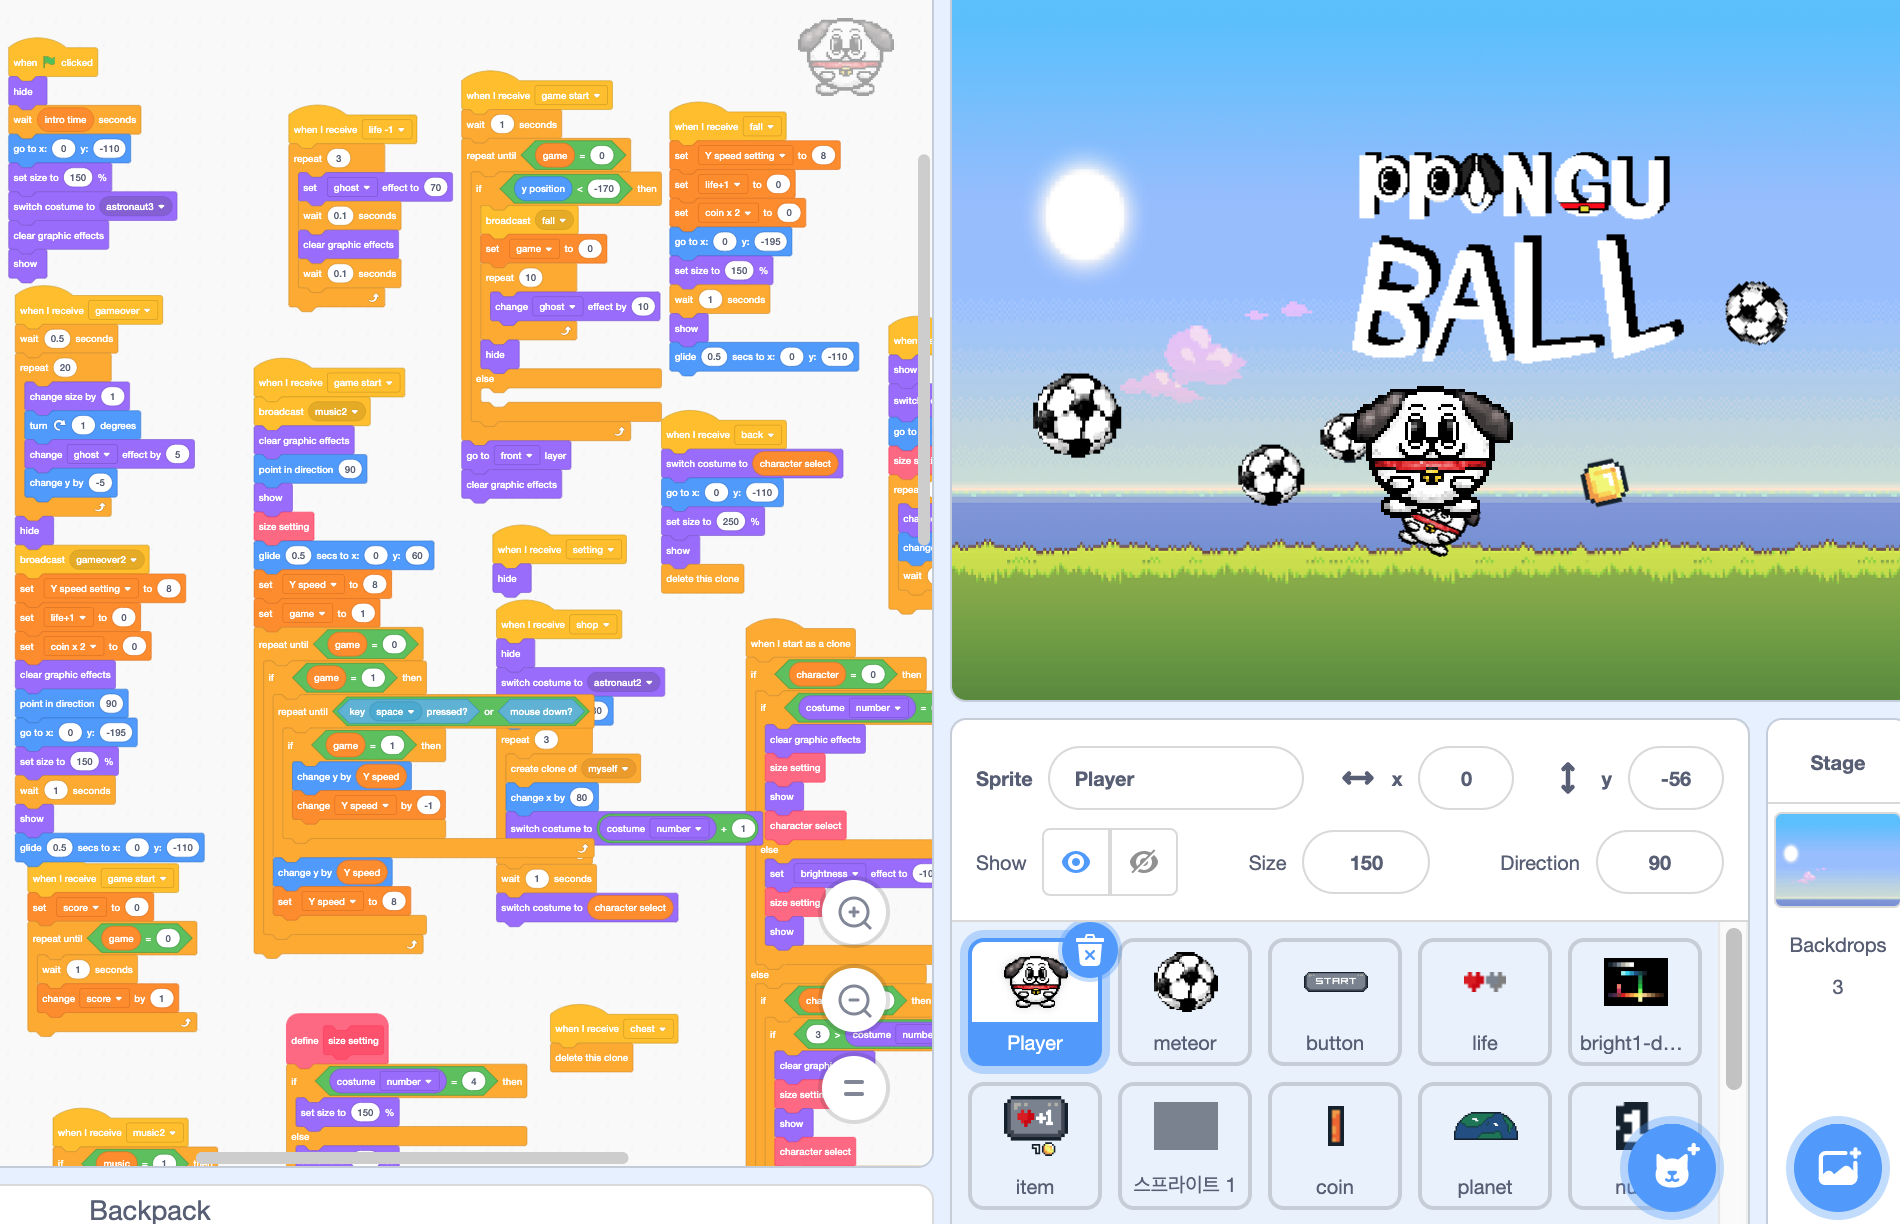 when clicked
hide
wait intro time seconds
go to x: 0 y: -110
set size to 150 %
switch costume to astronaut3
clear graphic effects
show
when I receive gameover
wait 0.5 seconds
repeat 20
change size by 1
turn 1 degrees
change ghost effect by 5
change y by -5
hide
broadcast gameover2
set Y speed setting to 8
set life+1 to 0
set coin x 2 to 0
clear graphic effects
point in direction 90
go to x: 0 y: -195
set size to 150 %
wait 1 seconds
show
glide 0.5 secs to x: 0 y: -110
when I receive game start
set score to 0
repeat until game = 0
wait 1 seconds
change score by 1
when I receive music2
if music = 1 then
when I receive life -1
repeat 3
set ghost effect to 70
wait 0.1 seconds
clear graphic effects
wait 0.1 seconds
when I receive game start
broadcast music2
clear graphic effects
point in direction 90
show
size setting
glide 0.5 secs to x: 0 y: 60
set Y speed to 8
set game to 1
repeat until game = 0
if game = 1 then
repeat until key space pressed? or mouse down?
if game = 1 then
change y by Y speed
change Y speed by -1
change y by Y speed
set Y speed to 8
define size setting
if costume number = 4 then
set size to 150 %
else
when I receive game start
wait 1 seconds
repeat until game = 0
if y position < -170 then
broadcast fall
set game to 0
repeat 10
change ghost effect by 10
hide
else
go to front layer
clear graphic effects
when I receive setting
hide
when I receive shop
hide
switch costume to astronaut2
repeat 3
create clone of myself
change x by 80
switch costume to costume number + 1
wait 1 seconds
switch costume to character select
when I receive chest
delete this clone
when I receive fall
set Y speed setting to 8
set life+1 to 0
set coin x 2 to 0
go to x: 0 y: -195
set size to 150 %
wait 1 seconds
show
glide 0.5 secs to x: 0 y: -110
when I receive back
switch costume to character select
go to x: 0 y: -110
set size to 250 %
show
delete this clone
when I start as a clone
if character = 0 then
if costume number =
clear graphic effects
size setting
show
character select
else
set brightness effect to -10
size setting
show
else
if then
if 3 > costume
clear
size
show
character select
when
show
go to
size
change
wait
PPANGU
BALL
Sprite Player x 0 y -56
Show Size 150 Direction 90
Stage
Backdrops
3
Player
meteor
button
START
life
bright1-d...
item
+1
스프라이트 1
coin
planet
Backpack